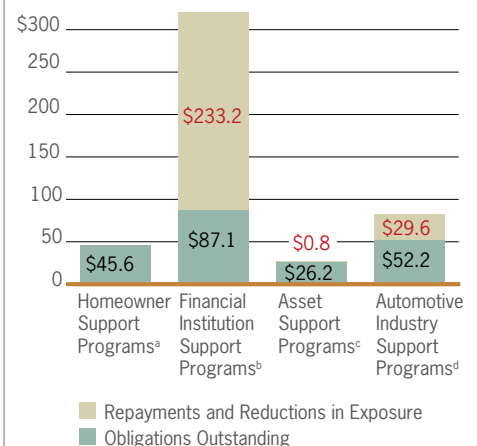 $300
250
200
150
100
50
0
$233.2
$87.1
$45.6
$0.8
$26.2
$29.6
$52.2
Homeowner
Support
Programsᵃ
Financial
Institution
Support
Programsᵇ
Asset
Support
Programsᶜ
Automotive
Industry
Support
Programsᵈ
Repayments and Reductions in Exposure
Obligations Outstanding